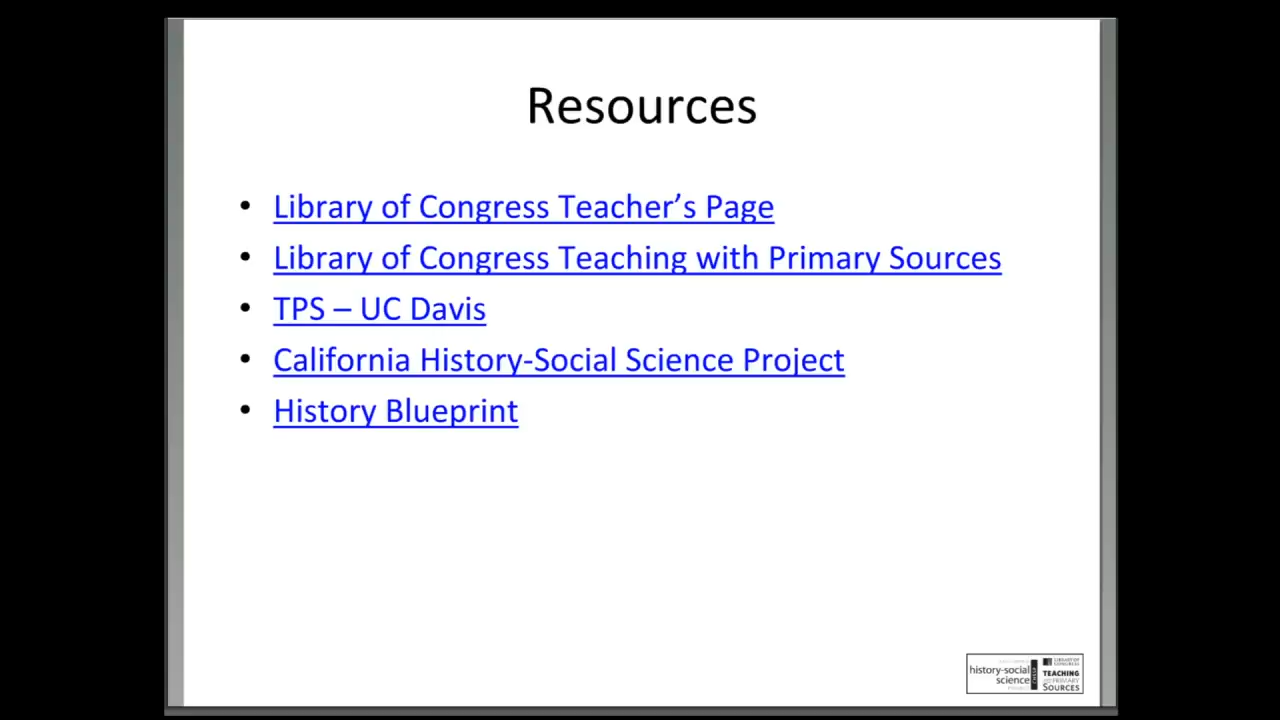 Resources
• Library of Congress Teacher’s Page
• Library of Congress Teaching with Primary Sources
• TPS – UC Davis
• California History-Social Science Project
• History Blueprint
history-social
science
LIBRARY OF
CONGRESS
TEACHING
PRIMARY
SOURCES